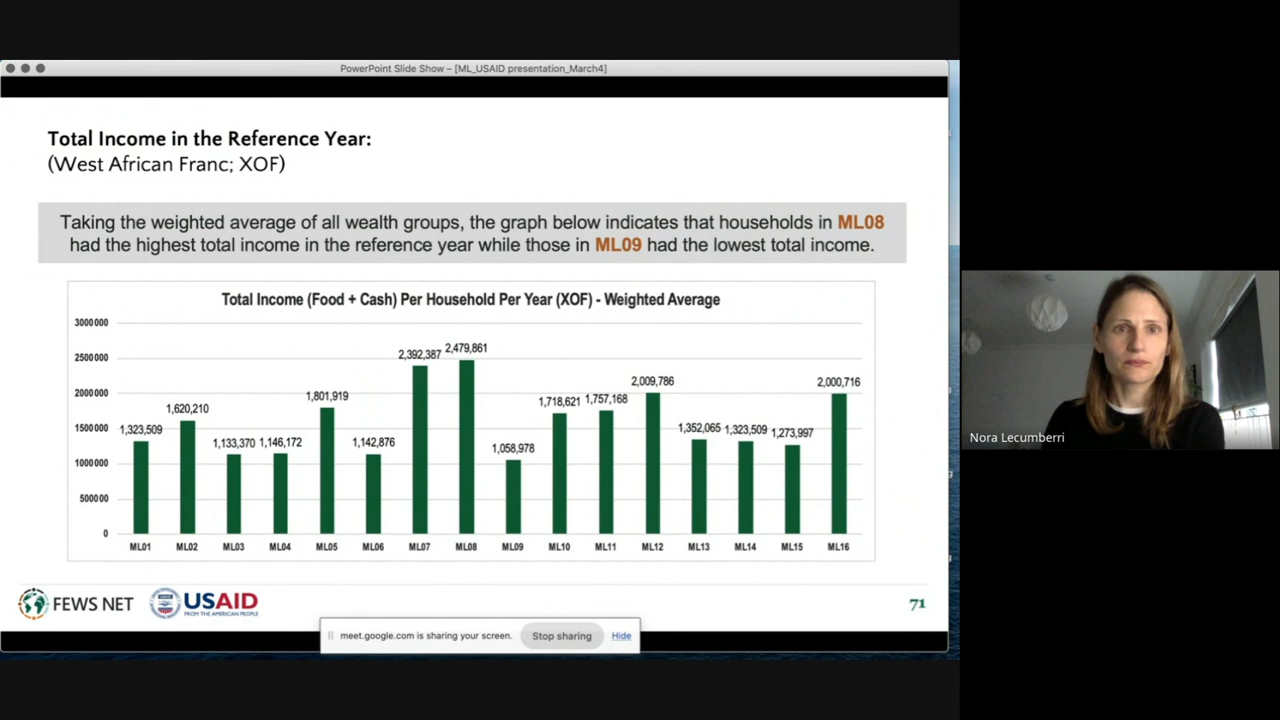 PowerPoint Slide Show – [ML_USAID presentation_March4]
Total Income in the Reference Year:
(West African Franc; XOF)
Taking the weighted average of all wealth groups, the graph below indicates that households in ML08
had the highest total income in the reference year while those in ML09 had the lowest total income.
Total Income (Food + Cash) Per Household Per Year (XOF) - Weighted Average
3000000
2500000
2000000
1500000
1000000
500000
0
1,323,509
1,620,210
1,133,370
1,146,172
1,801,919
1,142,876
2,392,387
2,479,861
1,058,978
1,718,621
1,757,168
2,009,786
1,352,065
1,323,509
1,273,997
2,000,716
ML01 ML02 ML03 ML04 ML05 ML06 ML07 ML08 ML09 ML10 ML11 ML12 ML13 ML14 ML15 ML16
FEWS NET
USAID
FROM THE AMERICAN PEOPLE
71
meet.google.com is sharing your screen. Stop sharing Hide
Nora Lecumberri